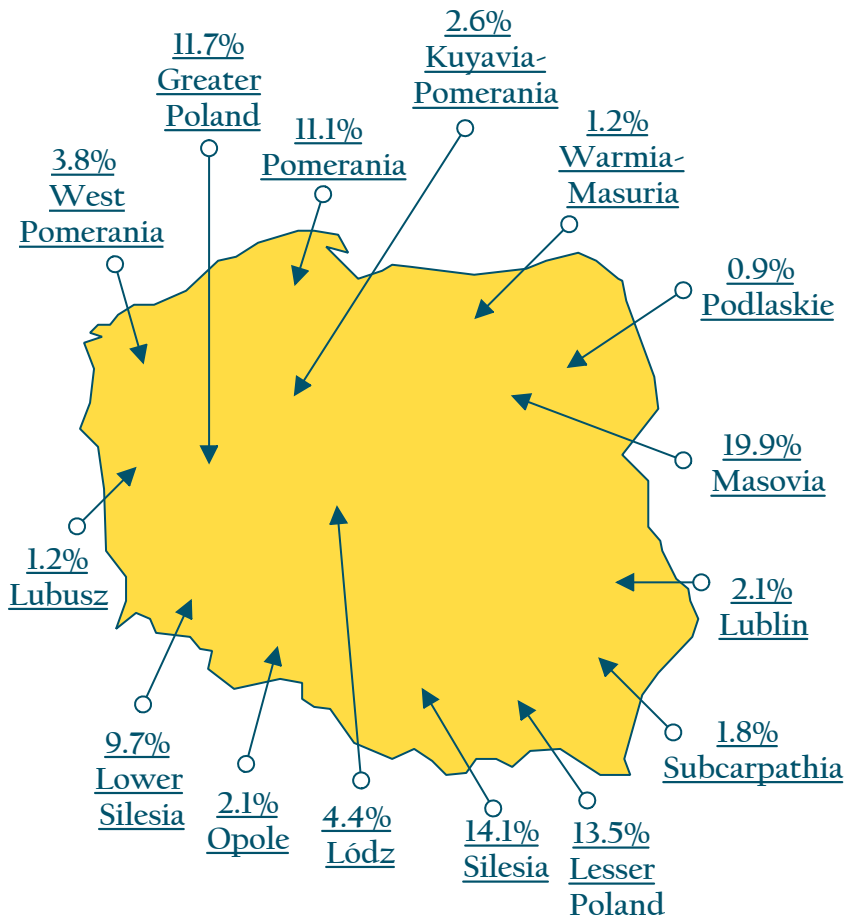 11.7%
Greater
Poland
2.6%
Kuyavia-
Pomerania
11.1%
Pomerania
1.2%
Warmia-
Masuria
3.8%
West
Pomerania
0.9%
Podlaskie
19.9%
Masovia
1.2%
Lubusz
2.1%
Lublin
9.7%
Lower
Silesia
2.1%
Opole
4.4%
Lódz
14.1%
Silesia
13.5%
Lesser
Poland
1.8%
Subcarpathia